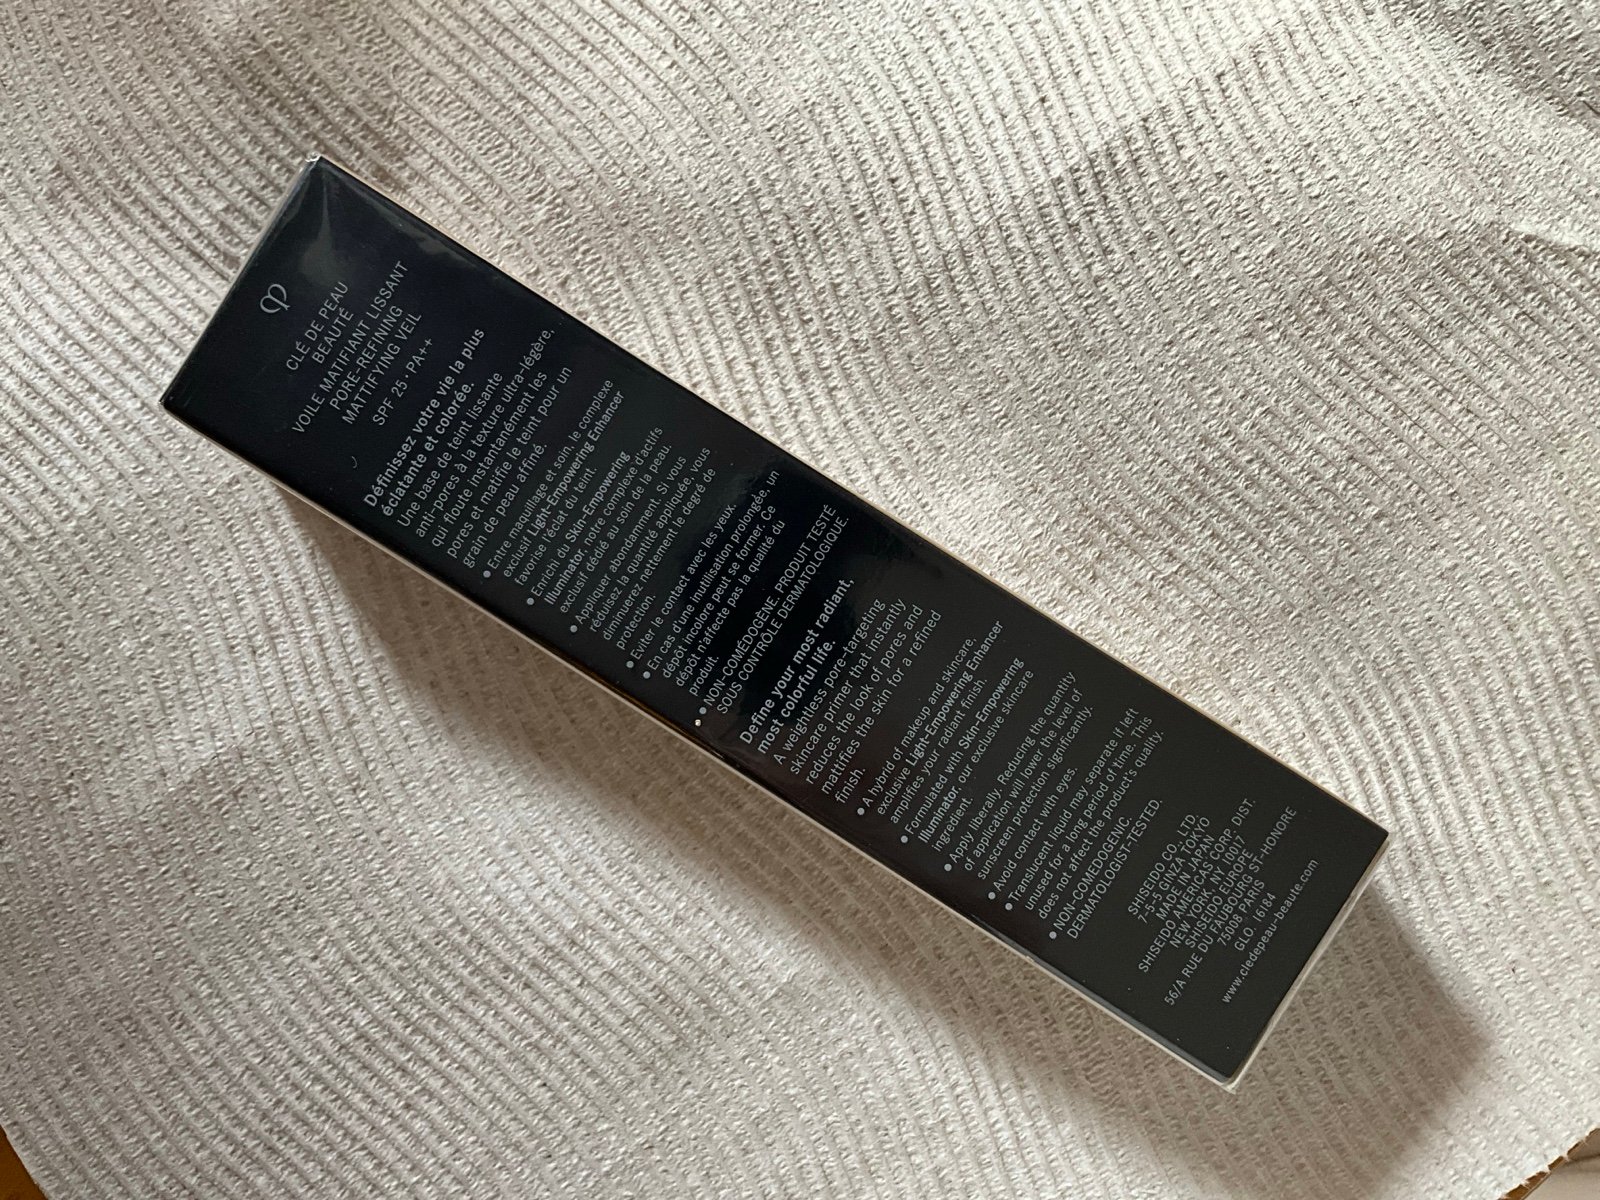 CLÉ DE PEAU
BEAUTÉ
VOILE MATIFIANT LISSANT
PORE-REFINING
MATTIFYING VEIL
SPF 25·PA++
Définissez votre vie la plus
éclatante et colorée.
Une base de teint lissante
anti-pores à la texture ultra-légère,
qui floute instantanément les
pores et matifie le teint pour un
grain de peau affiné.
● Entre maquillage et soin, le complexe
exclusif Light-Empowering Enhancer
favorise l'éclat du teint.
● Enrichi du Skin-Empowering
Illuminator, notre complexe d'actifs
exclusif dédié au soin de la peau.
● Appliquer abondamment. Si vous
réduisez la quantité appliquée, vous
diminuerez nettement le degré de
protection.
● Eviter le contact avec les yeux.
● En cas d'une inutilisation prolongée, un
dépôt incolore peut se former. Ce
dépôt n'affecte pas la qualité du
produit.
● NON-COMÉDOGÈNE. PRODUIT TESTÉ
SOUS CONTRÔLE DERMATOLOGIQUE.
Define your most radiant,
most colorful life.
A weightless pore-targeting
skincare primer that instantly
reduces the look of pores and
mattifies the skin for a refined
finish.
● A hybrid of makeup and skincare,
exclusive Light-Empowering Enhancer
amplifies your radiant finish.
● Formulated with Skin-Empowering
Illuminator, our exclusive skincare
ingredient.
● Apply liberally. Reducing the quantity
of application will lower the level of
sunscreen protection significantly.
● Avoid contact with eyes.
● Translucent liquid may separate if left
unused for a long period of time. This
does not affect the product's quality.
● NON-COMEDOGENIC.
DERMATOLOGIST-TESTED.
SHISEIDO CO., LTD.
7-5-5 GINZA TOKYO
MADE IN JAPAN
SHISEIDO AMERICAS CORP. DIST.
NEW YORK, NY 10017
SHISEIDO EUROPE
56/A RUE DU FAUBOURG ST-HONORE
75008 PARIS
GLO. 16184
www.cledepeau-beaute.com